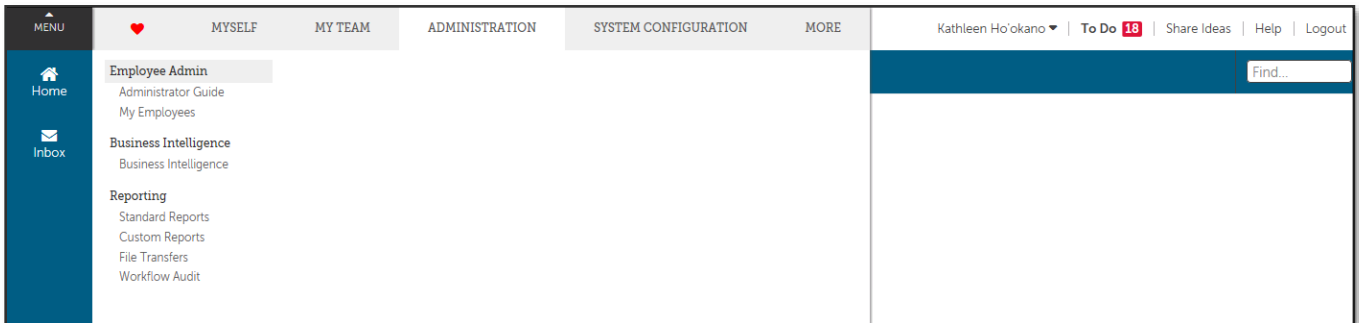 MENU
MYSELF MY TEAM ADMINISTRATION SYSTEM CONFIGURATION MORE
Kathleen Ho'okano | To Do 18 | Share Ideas | Help | Logout
Home
Inbox
Find...
Employee Admin
Administrator Guide
My Employees
Business Intelligence
Business Intelligence
Reporting
Standard Reports
Custom Reports
File Transfers
Workflow Audit